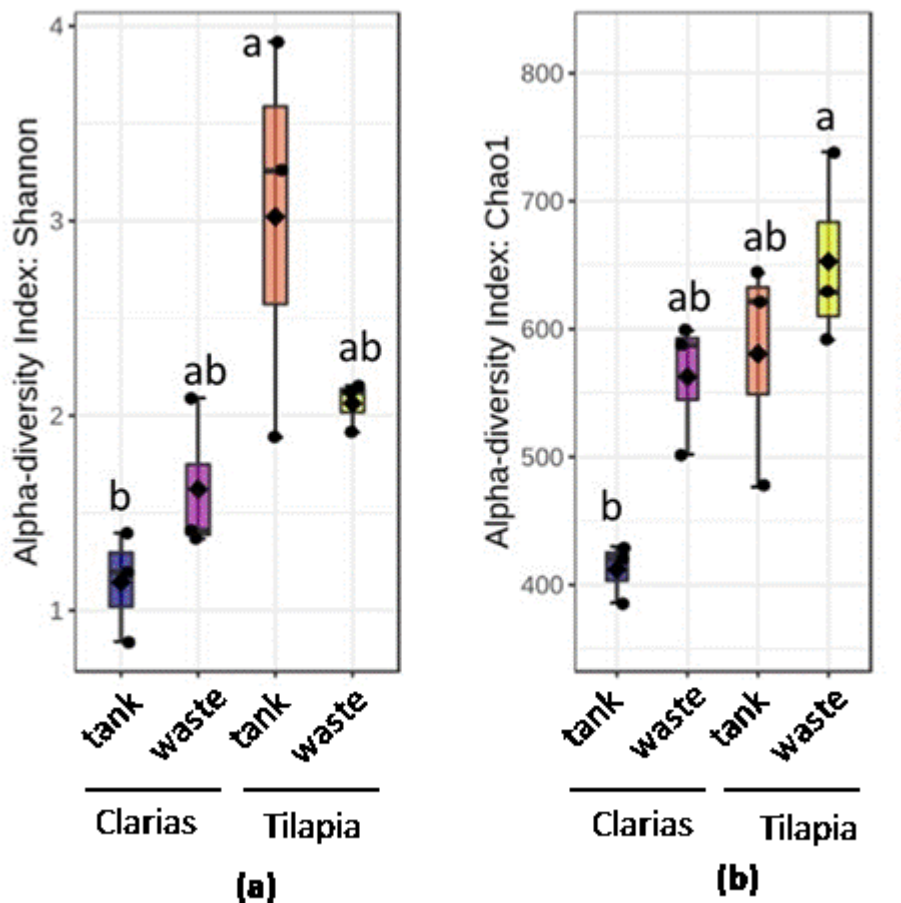 Alpha-diversity Index: Shannon
4
3
2
1
b
ab
a
ab
tank
waste
tank
waste
Clarias
Tilapia
(a)
Alpha-diversity Index: Chao1
800
700
600
500
400
b
ab
ab
a
tank
waste
tank
waste
Clarias
Tilapia
(b)